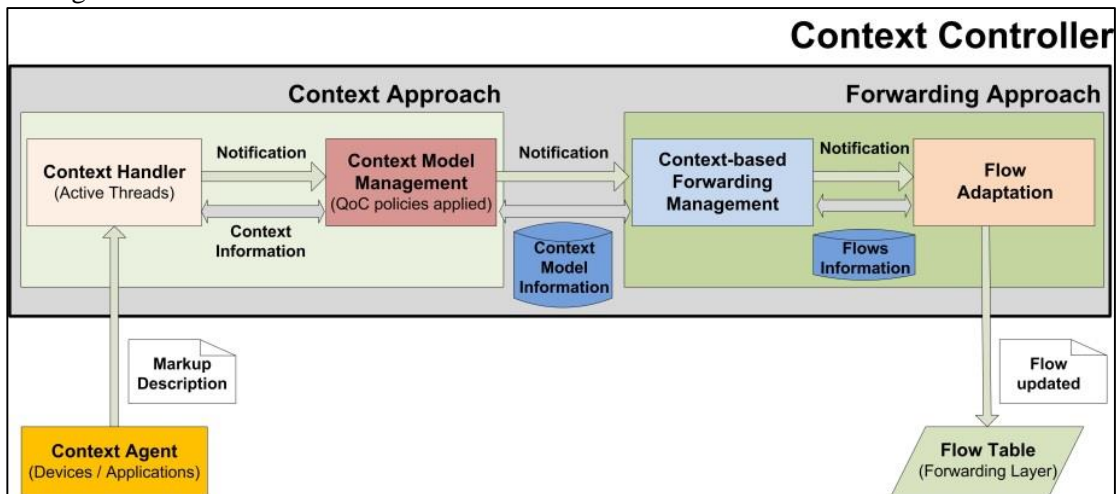 Context Controller
Context Approach
Forwarding Approach
Context Handler
(Active Threads)
Notification
Context
Information
Context Model
Management
(QoC policies applied)
Notification
Context
Model
Information
Context-based
Forwarding
Management
Notification
Flows
Information
Flow
Adaptation
Markup
Description
Flow
updated
Context Agent
(Devices / Applications)
Flow Table
(Forwarding Layer)